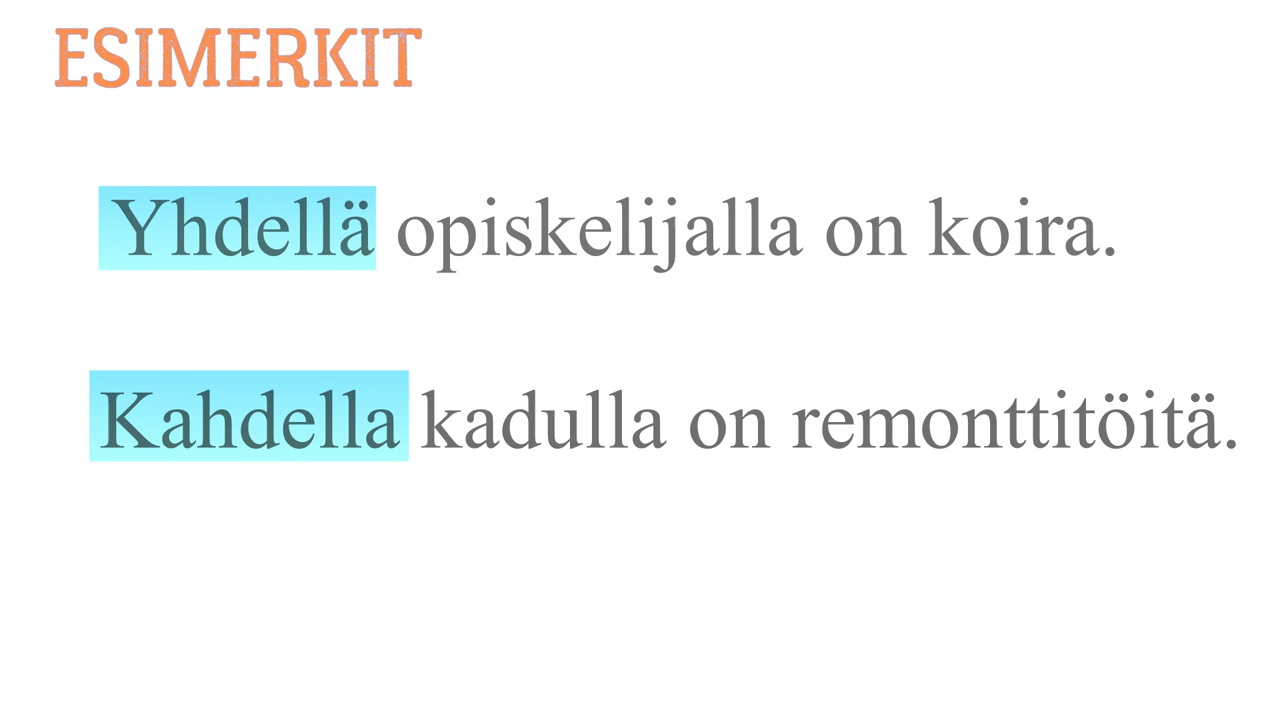 ESIMERKIT
Yhdellä opiskelijalla on koira.
Kahdella kadulla on remonttitöitä.